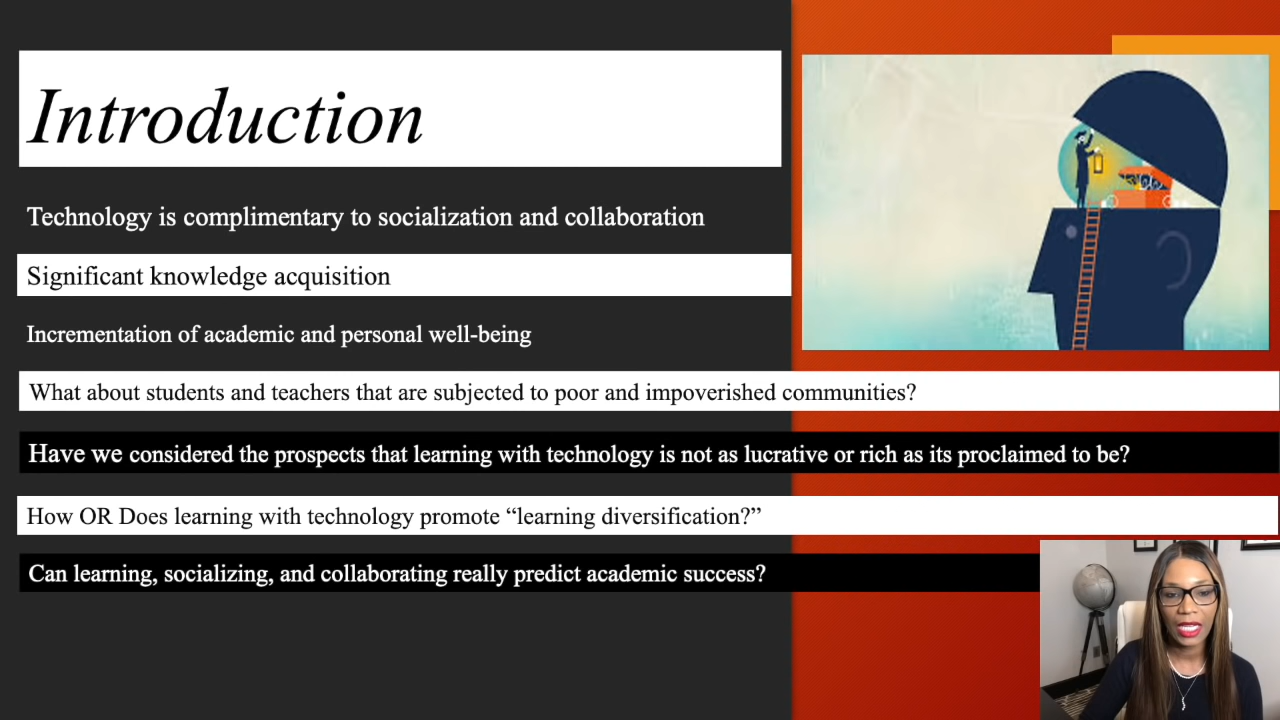 Introduction
Technology is complimentary to socialization and collaboration
Significant knowledge acquisition
Incrementation of academic and personal well-being
What about students and teachers that are subjected to poor and impoverished communities?
Have we considered the prospects that learning with technology is not as lucrative or rich as its proclaimed to be?
How OR Does learning with technology promote “learning diversification?”
Can learning, socializing, and collaborating really predict academic success?